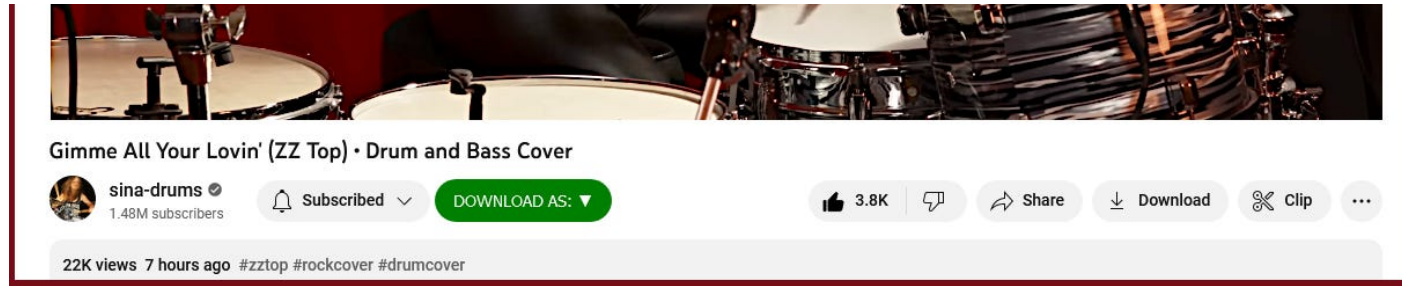 Gimme All Your Lovin' (ZZ Top) • Drum and Bass Cover
sina-drums
1.48M subscribers
Subscribed
DOWNLOAD AS: ▼
3.8K
Share
Download
Clip
22K views 7 hours ago #zztop #rockcover #drumcover